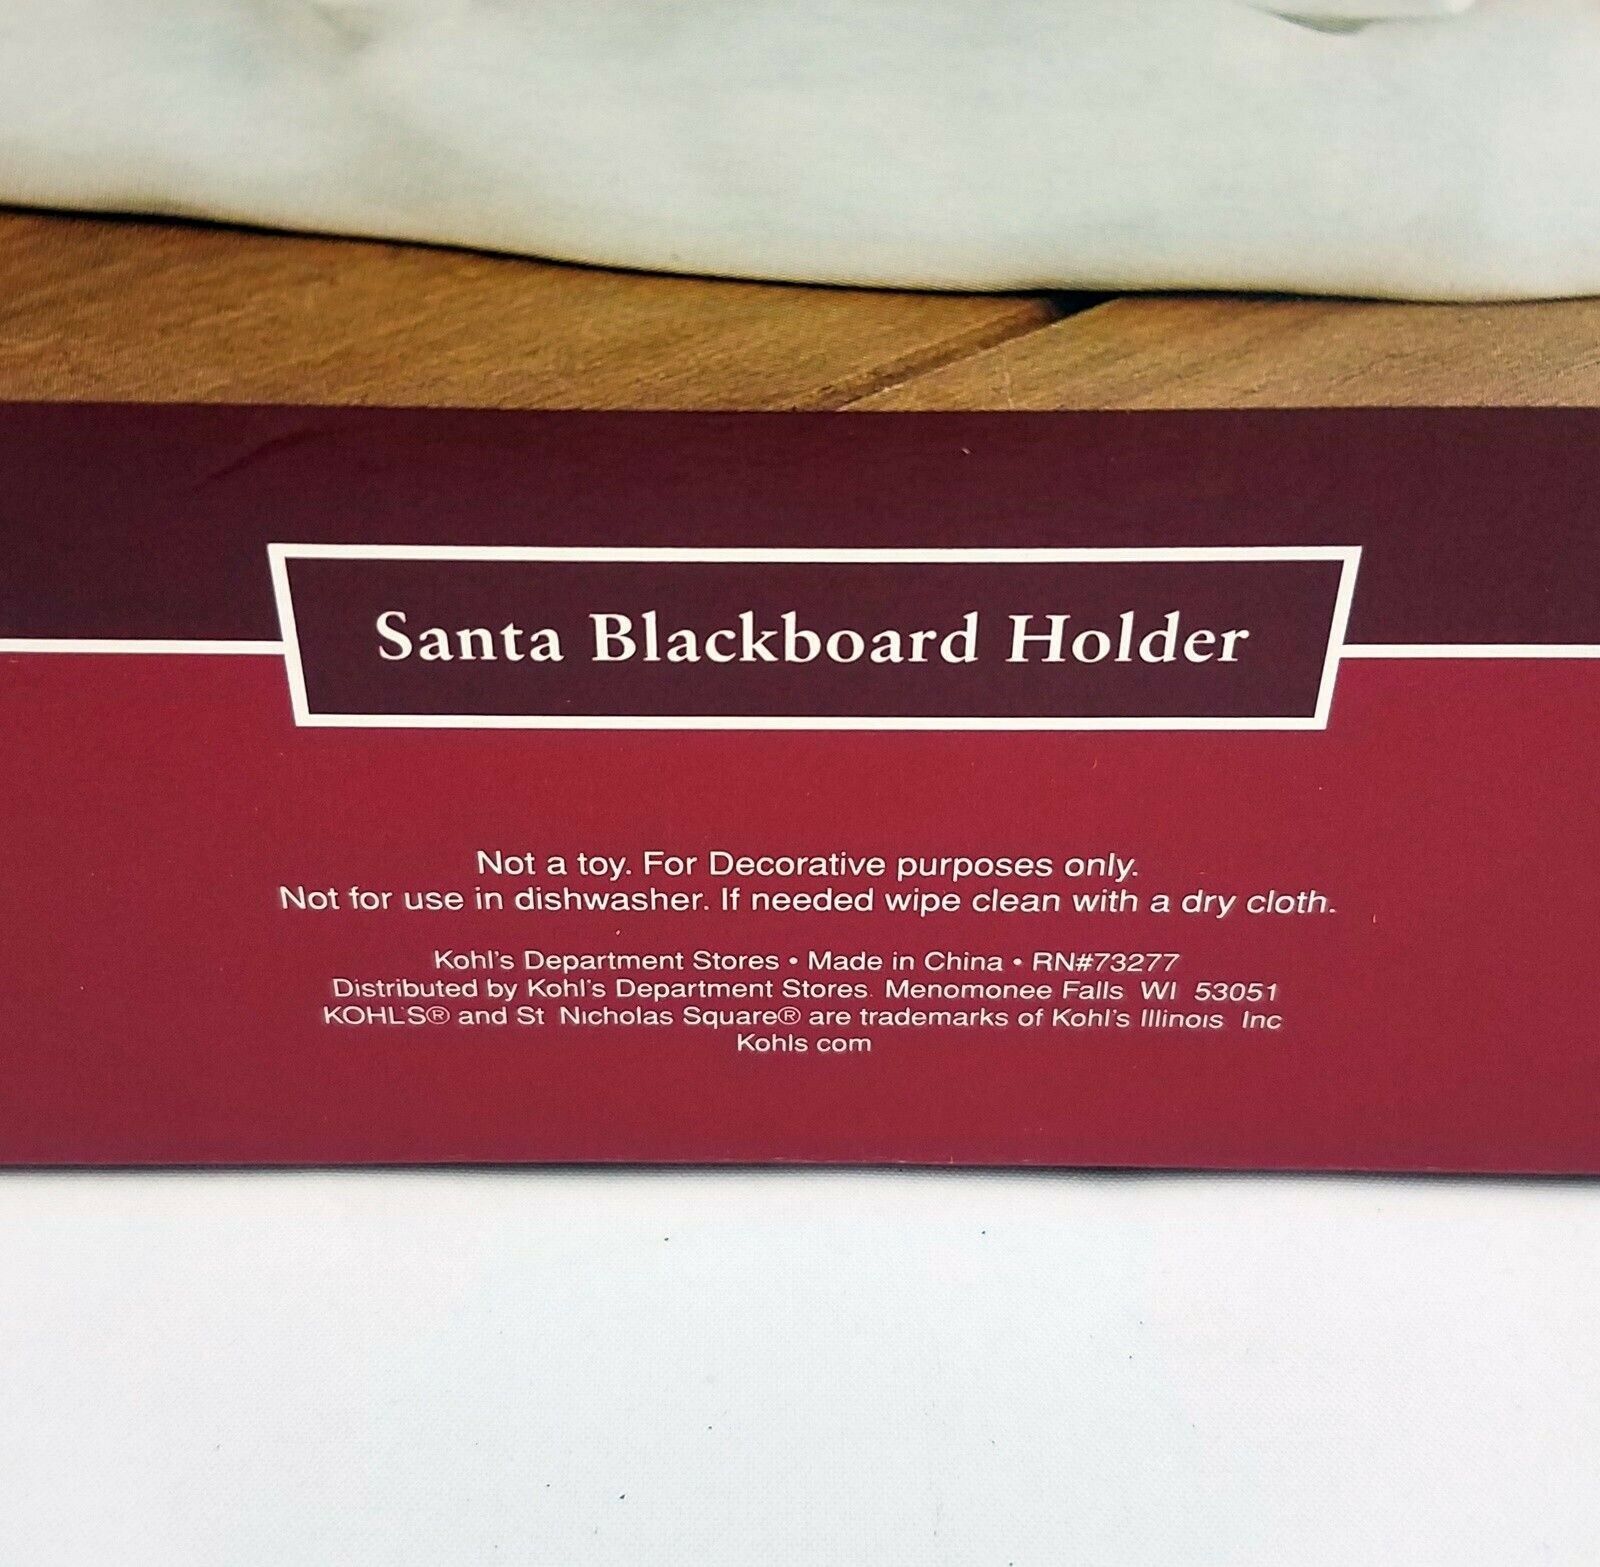 Santa Blackboard Holder
Not a toy. For Decorative purposes only.
Not for use in dishwasher. If needed wipe clean with a dry cloth.
Kohl's Department Stores • Made in China • RN#73277
Distributed by Kohl's Department Stores. Menomonee Falls WI 53051
KOHL'S® and St Nicholas Square® are trademarks of Kohl's Illinois Inc
Kohls com